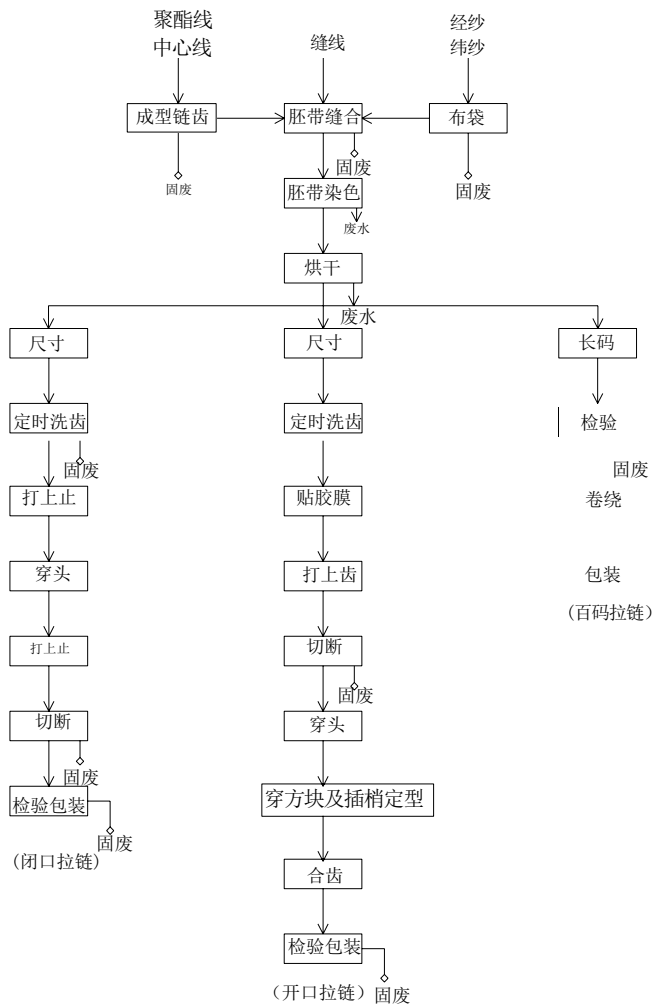 聚酯线
中心线
缝线
经纱
纬纱
成型链齿
胚带缝合
布袋
固废
固废
固废
胚带染色
废水
烘干
废水
尺寸
尺寸
长码
定时洗齿
定时洗齿
检验
固废
固废
打上止
贴胶膜
卷绕
穿头
打上齿
包装
(百码拉链)
打上止
切断
固废
切断
穿头
固废
检验包装
穿方块及插梢定型
固废
(闭口拉链)
合齿
检验包装
（开口拉链）
固废